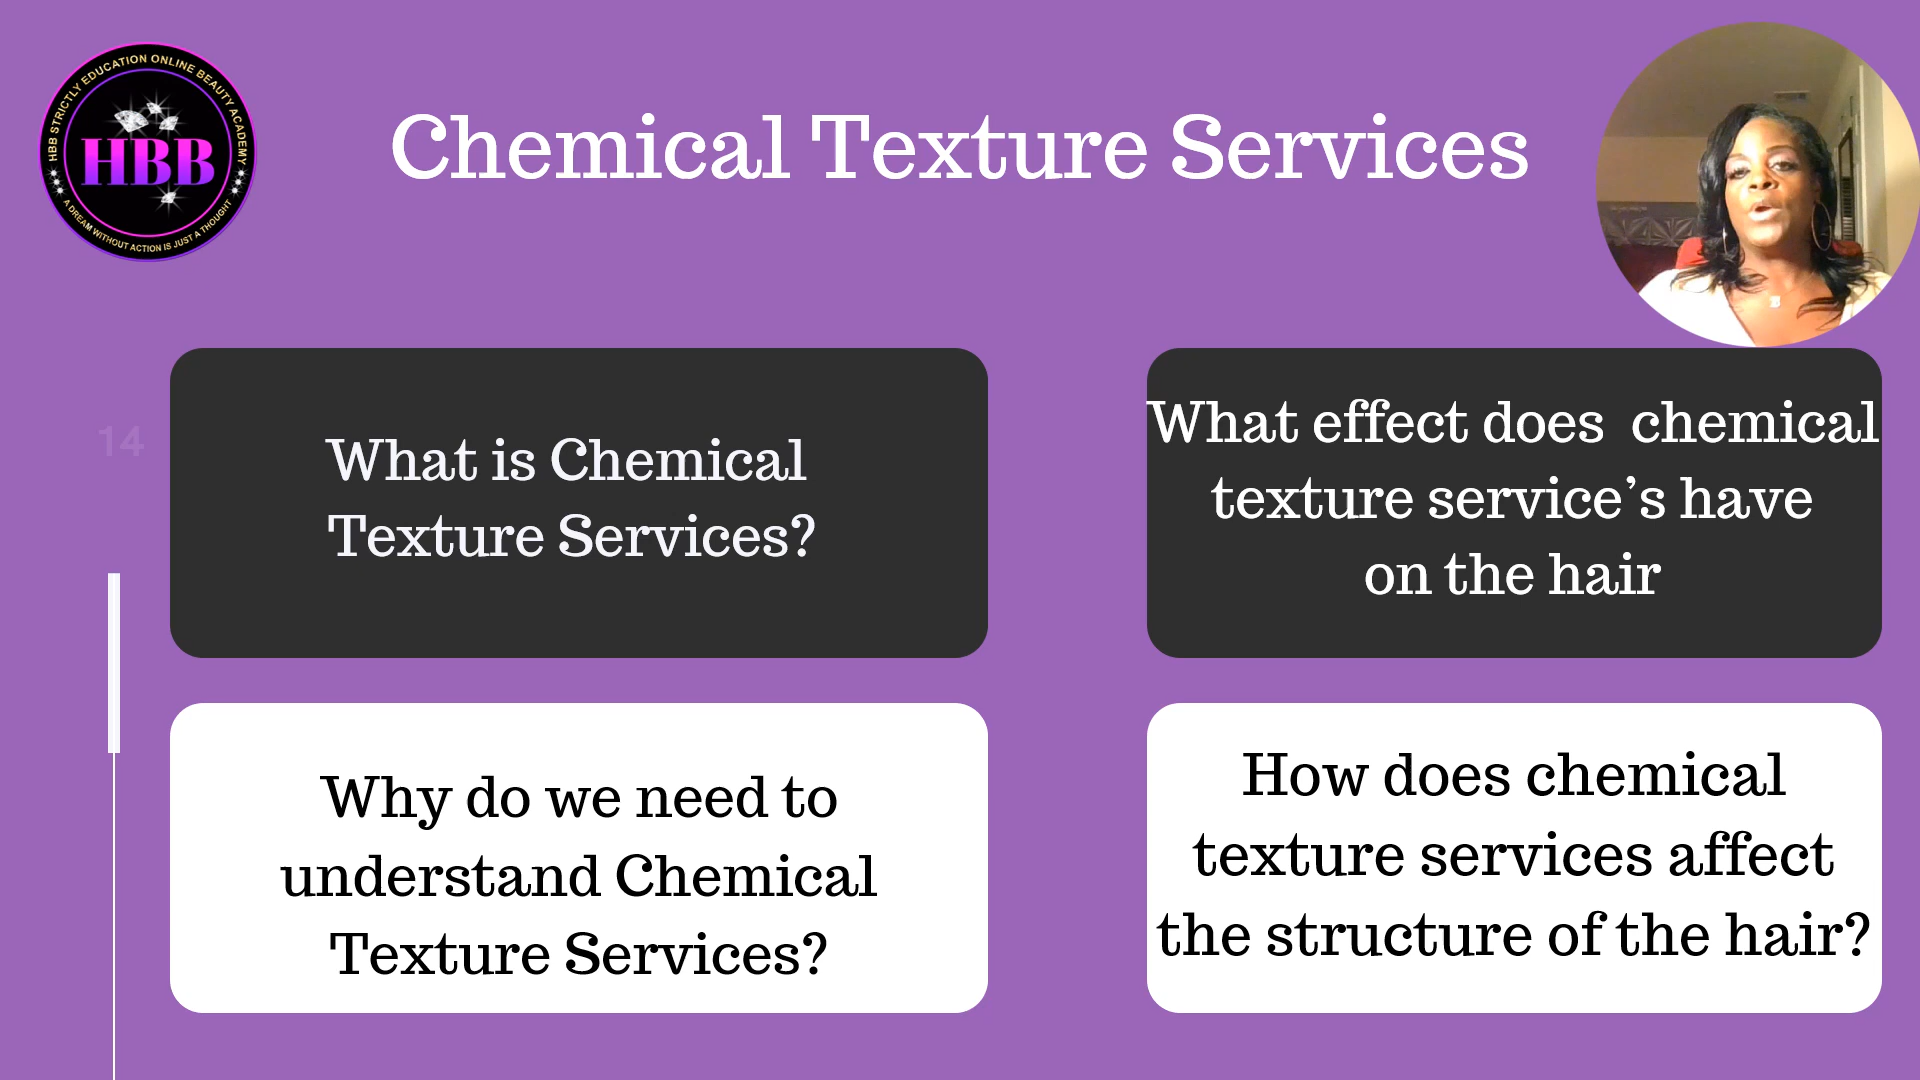 HBB STRICTLY EDUCATION ONLINE BEAUTY ACADEMY
HBB
A DREAM WITHOUT ACTION IS JUST A THOUGHT
Chemical Texture Services
14
What is Chemical
Texture Services?
What effect does  chemical
texture service’s have
on the hair
Why do we need to
understand Chemical
Texture Services?
How does chemical
texture services affect
the structure of the hair?